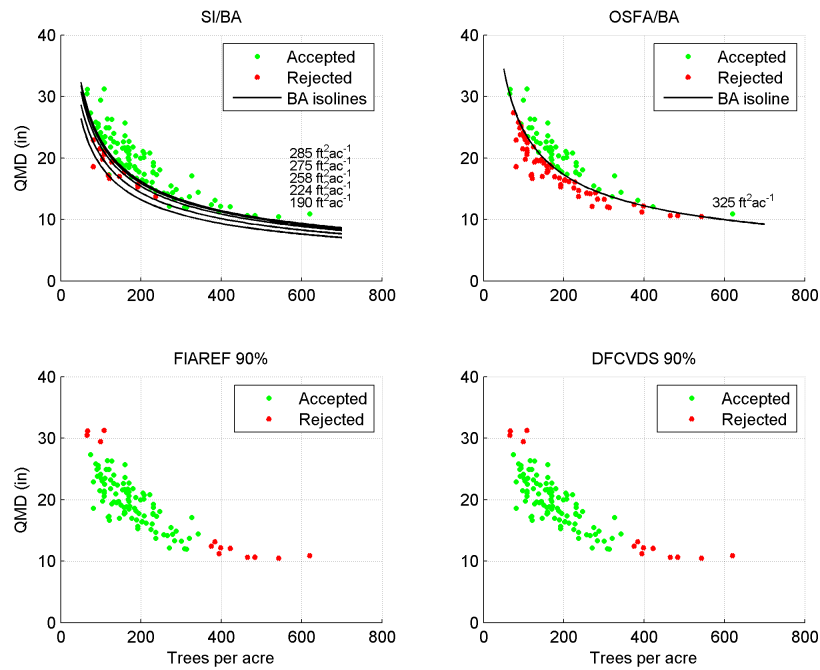 SI/BA
40
30
20
10
0
QMD (in)
0 200 400 600 800
Accepted
Rejected
BA isolines
285 ft²ac⁻¹
275 ft²ac⁻¹
258 ft²ac⁻¹
224 ft²ac⁻¹
190 ft²ac⁻¹
OSFA/BA
40
30
20
10
0
0 200 400 600 800
Accepted
Rejected
BA isoline
325 ft²ac⁻¹
FIAREF 90%
40
30
20
10
0
QMD (in)
0 200 400 600 800
Trees per acre
Accepted
Rejected
DFCVDS 90%
40
30
20
10
0
0 200 400 600 800
Trees per acre
Accepted
Rejected